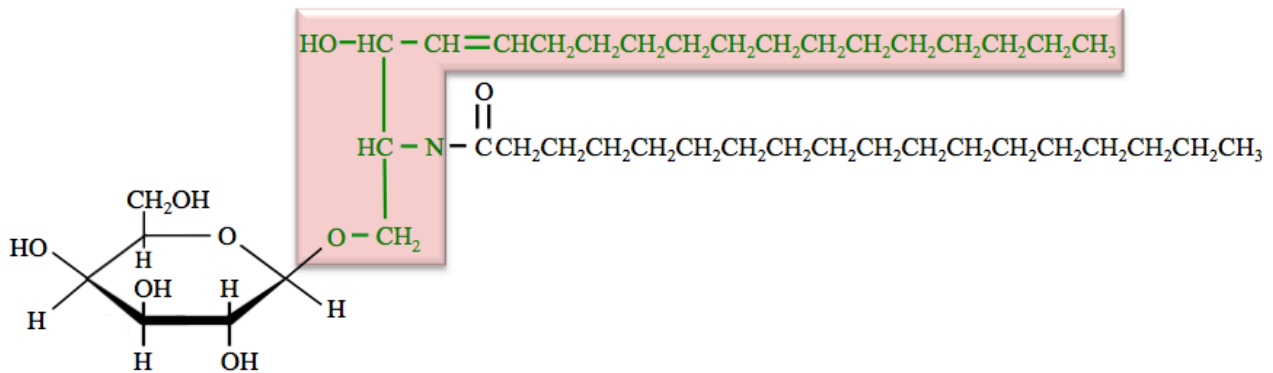 HO–HC – CH=CHCH₂CH₂CH₂CH₂CH₂CH₂CH₂CH₂CH₂CH₂CH₂CH₂CH₃
O
HC – N – CCH₂CH₂CH₂CH₂CH₂CH₂CH₂CH₂CH₂CH₂CH₂CH₂CH₂CH₂CH₂CH₂CH₃
CH₂OH
O – CH₂
HO
O
H
OH H
H
H
H OH